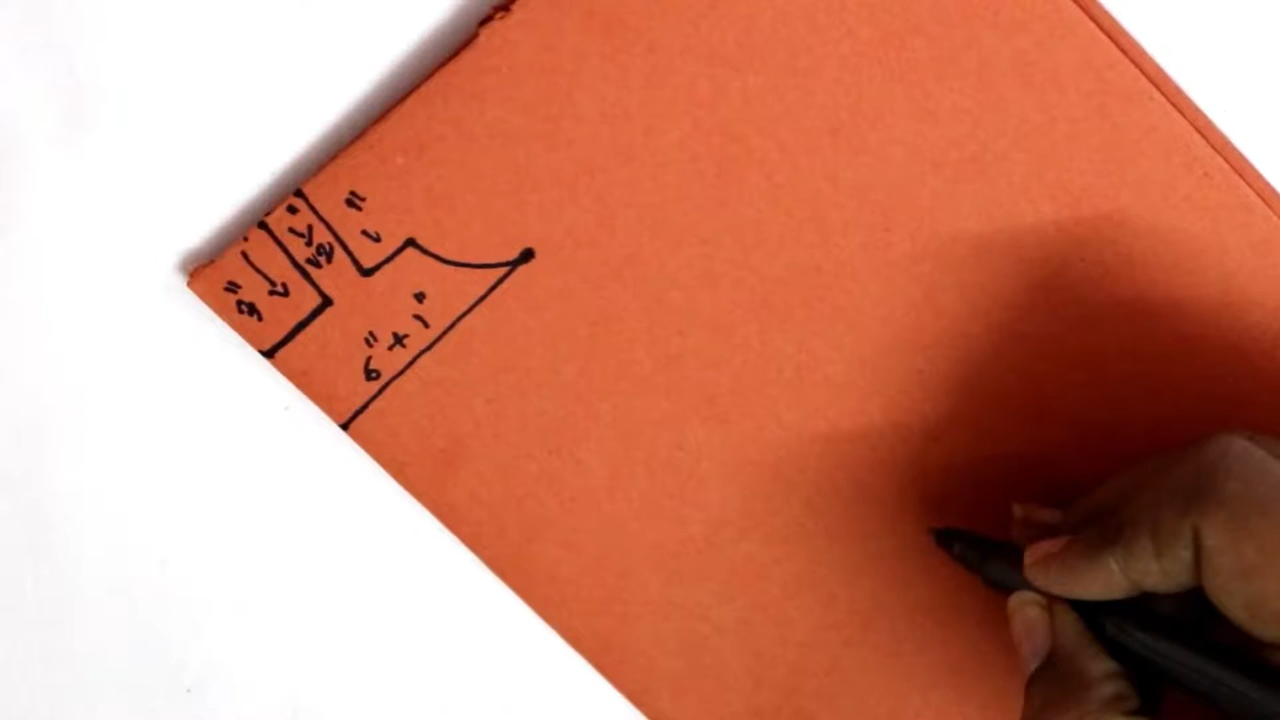 3"
1/2"
1"
6" + 1"